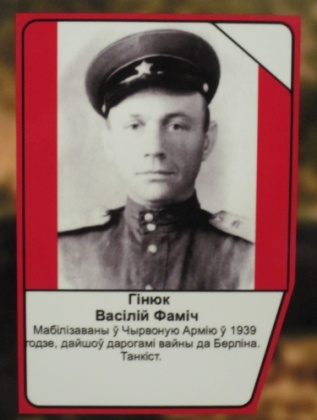 Гінюк
Васілій Фаміч
Мабілізаваны ў Чырвоную Армію ў 1939
годзе, дайшоў дарогамі вайны да Берліна.
Танкіст.